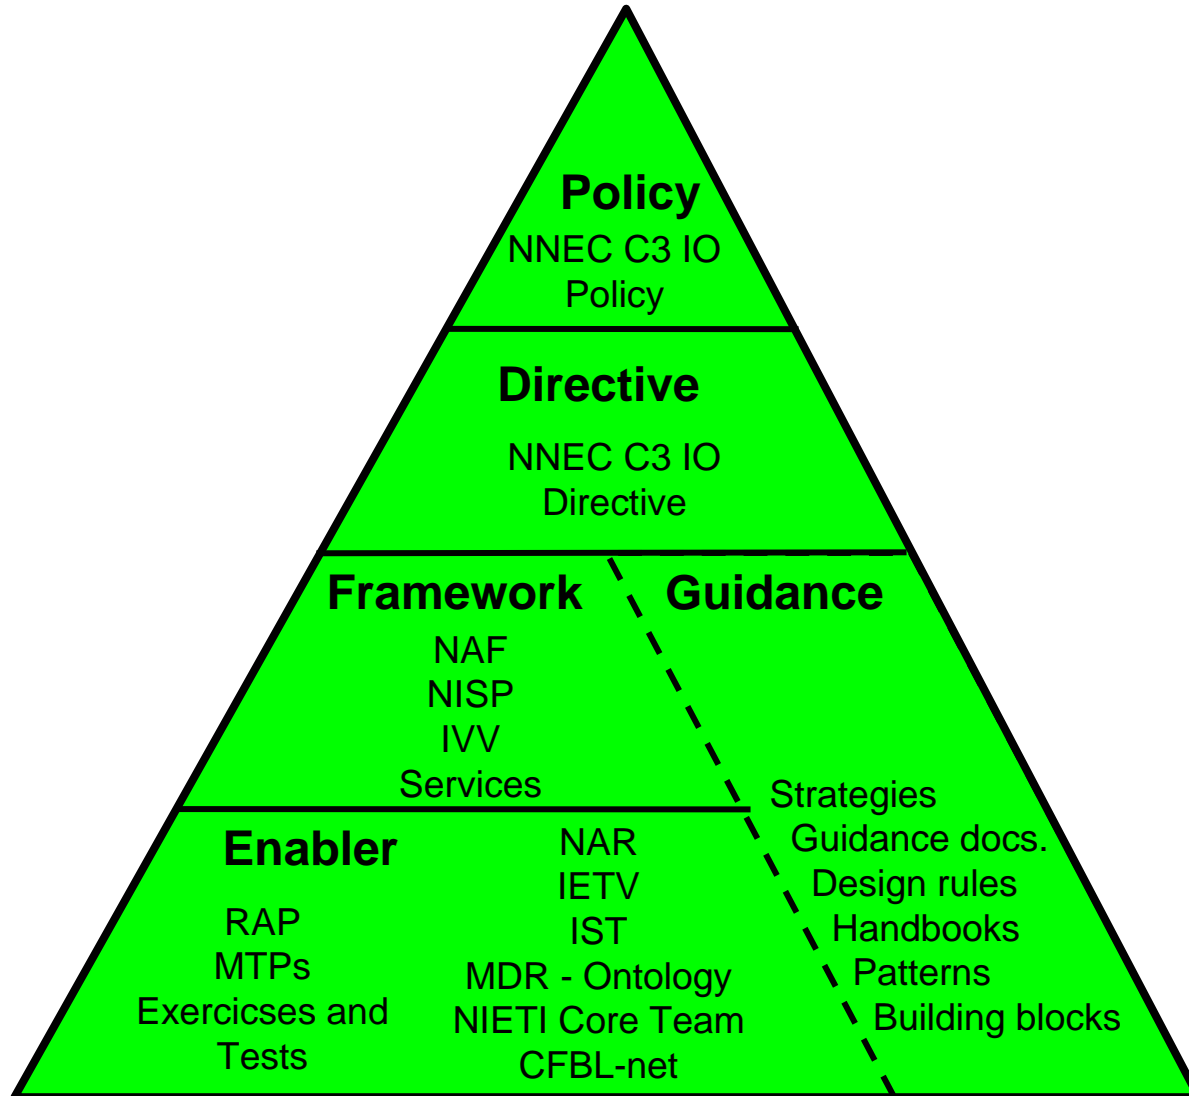 Policy
NNEC C3 IO
Policy
Directive
NNEC C3 IO
Directive
Framework
NAF
NISP
IVV
Services
Guidance
Strategies
Guidance docs.
Design rules
Handbooks
Patterns
Building blocks
Enabler
RAP
MTPs
Exercicses and
Tests
NAR
IETV
IST
MDR - Ontology
NIETI Core Team
CFBL-net